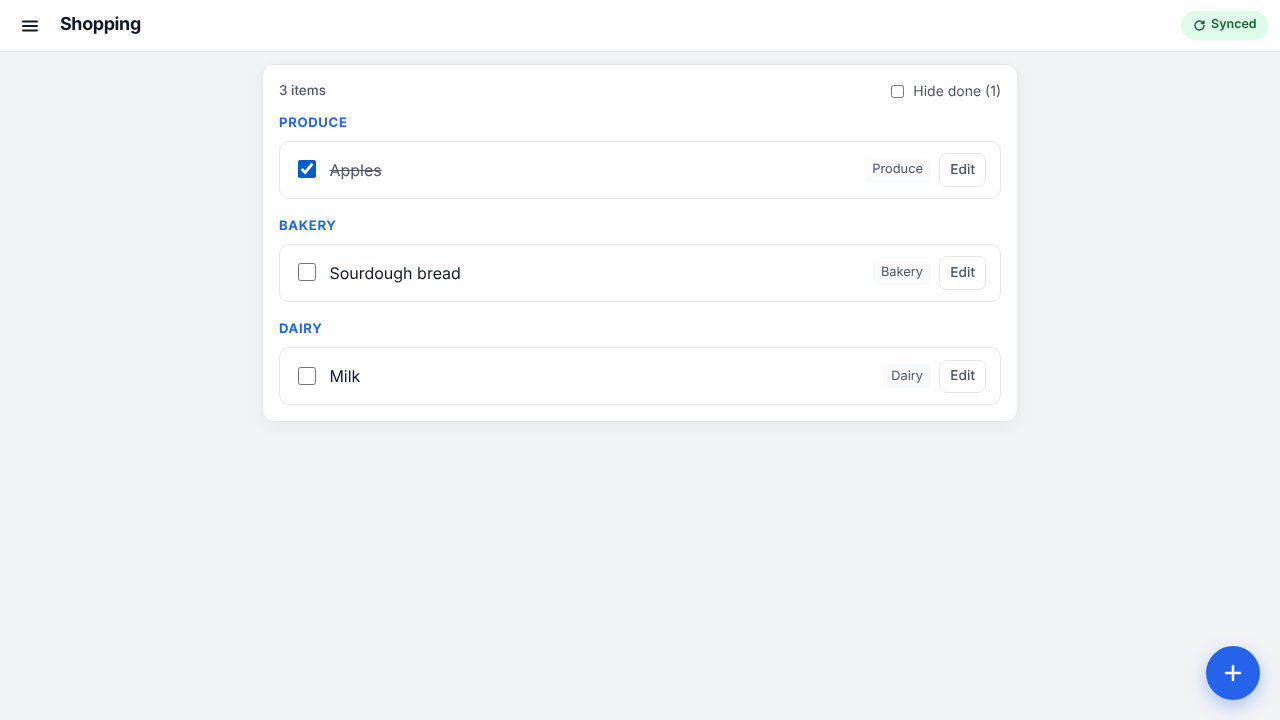 Shopping
Synced
3 items
Hide done (1)
PRODUCE
Apples
Produce
Edit
BAKERY
Sourdough bread
Bakery
Edit
DAIRY
Milk
Dairy
Edit